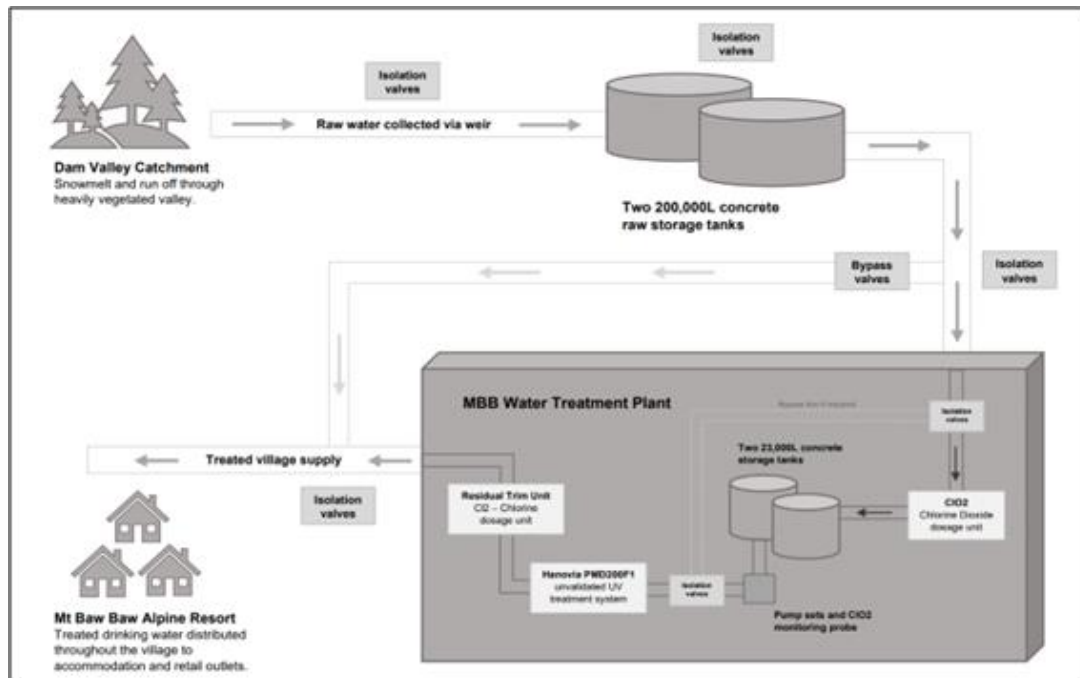 Isolation
valves
Isolation
valves
Raw water collected via weir
Dam Valley Catchment
Snowmelt and run off through
heavily vegetated valley.
Two 200,000L concrete
raw storage tanks
Bypass
valves
Isolation
valves
MBB Water Treatment Plant
Bypass line if required
Isolation
valves
Two 23,000L concrete
storage tanks
Treated village supply
Isolation
valves
Residual Trim Unit
Cl2 – Chlorine
dosage unit
ClO2
Chlorine Dioxide
dosage unit
Hanovia PMD200F1
unvalidated UV
treatment system
Isolation
valves
Pump sets and ClO2
monitoring probe
Mt Baw Baw Alpine Resort
Treated drinking water distributed
throughout the village to
accommodation and retail outlets.